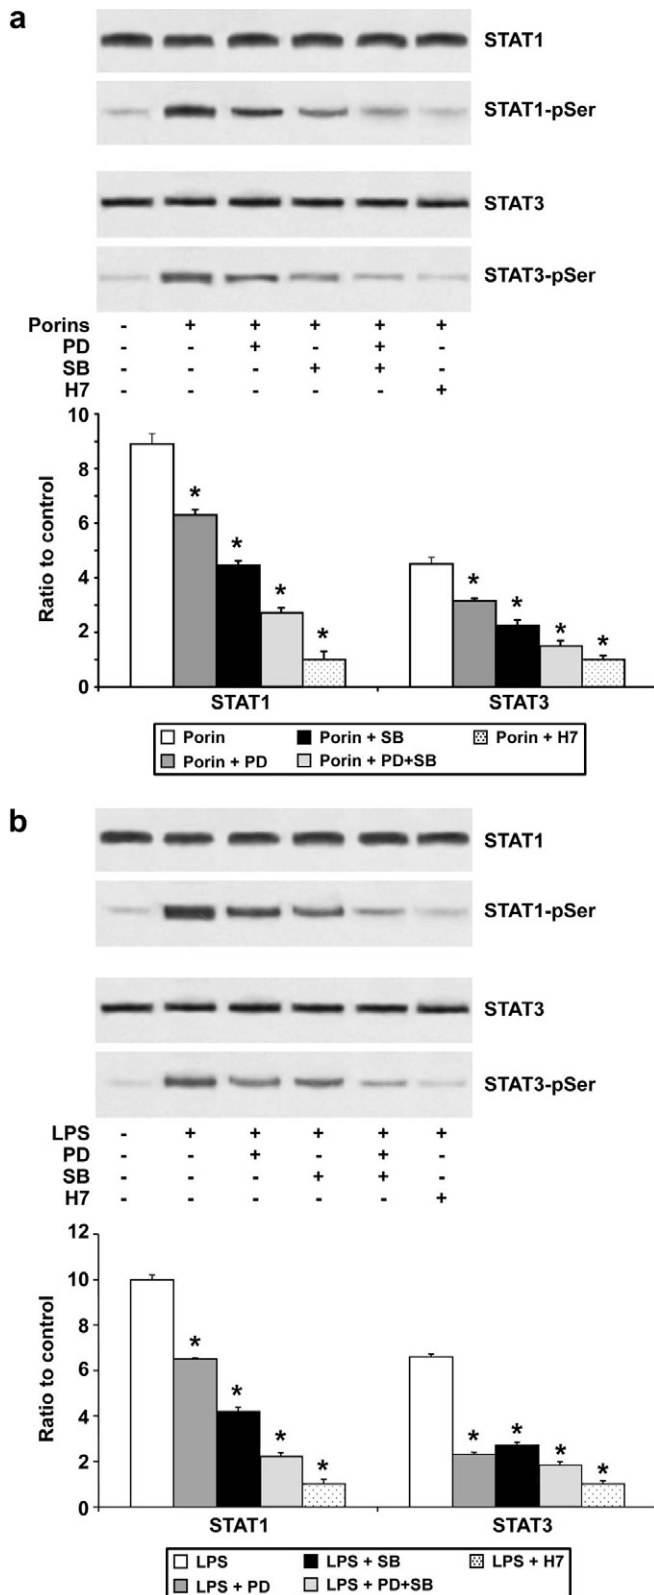 a
STAT1
STAT1-pSer
STAT3
STAT3-pSer
Porins - + + + + +
PD - - + - + -
SB - - - + + -
H7 - - - - - +
Ratio to control
10
8
6
4
2
0
* * * *
* * * *
STAT1 STAT3
Porin Porin + SB Porin + H7
Porin + PD Porin + PD+SB
b
STAT1
STAT1-pSer
STAT3
STAT3-pSer
LPS - + + + + +
PD - - + - + -
SB - - - + + -
H7 - - - - - +
Ratio to control
12
10
8
6
4
2
0
* * * *
* * * *
STAT1 STAT3
LPS LPS + SB LPS + H7
LPS + PD LPS + PD+SB